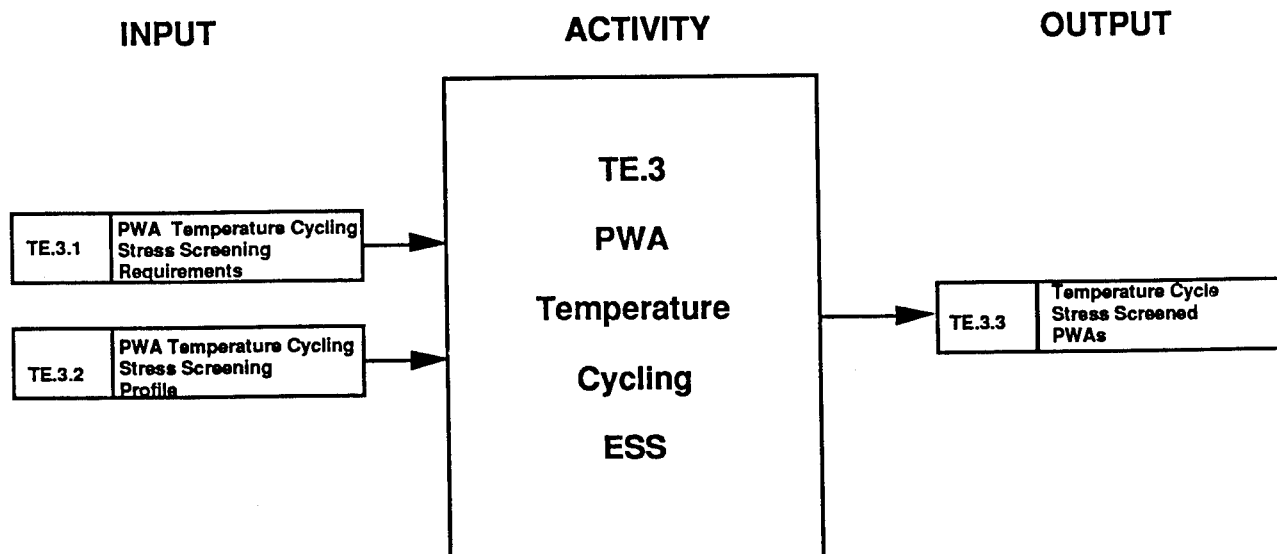 INPUT
ACTIVITY
OUTPUT
TE.3.1
PWA Temperature Cycling
Stress Screening
Requirements
TE.3.2
PWA Temperature Cycling
Stress Screening
Profile
TE.3
PWA
Temperature
Cycling
ESS
TE.3.3
Temperature Cycle
Stress Screened
PWAs